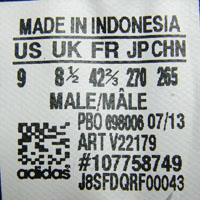 MADE IN INDONESIA
US UK FR JP CHN
9 8½ 42⅔ 270 265
MALE/MÂLE
PBO 698006 07/13
ART V22179
#107758749
adidas J8SFDQRF00043